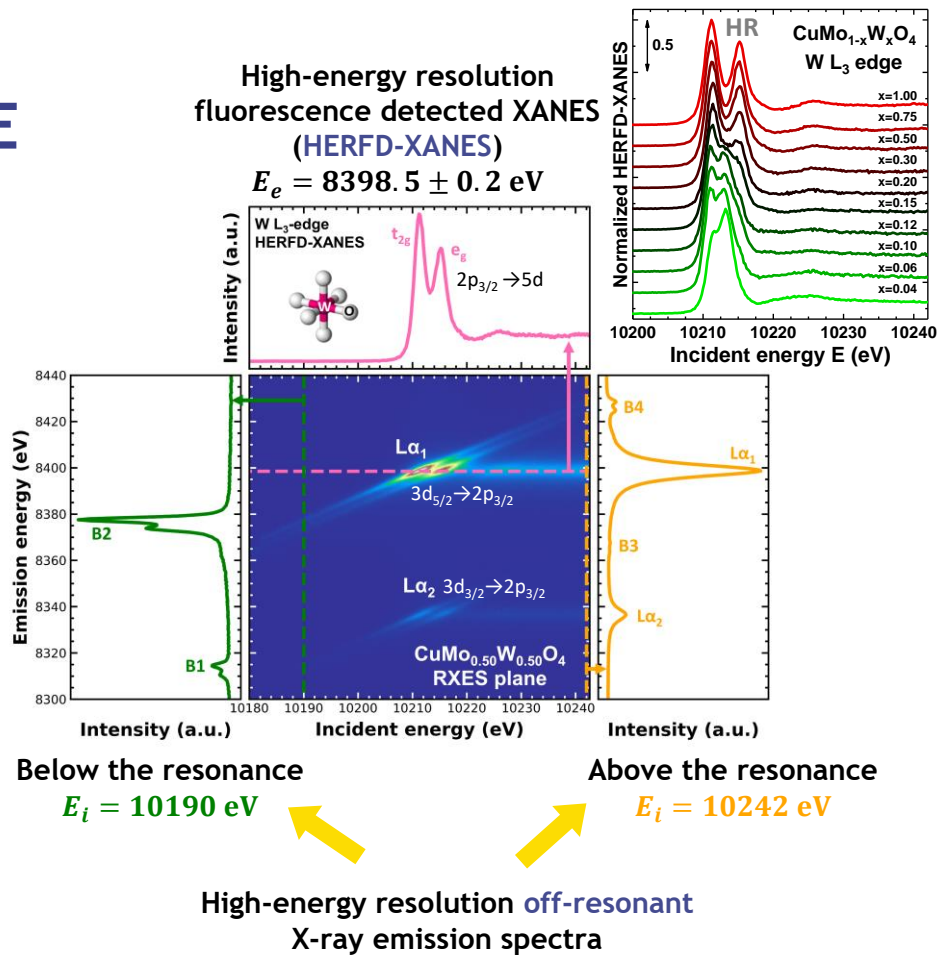 E
High-energy resolution
fluorescence detected XANES
(HERFD-XANES)
E_e = 8398.5 ± 0.2 eV
0.5
HR
CuMo₁₋ₓWₓO₄
W L₃ edge
x=1.00
x=0.75
x=0.50
x=0.30
x=0.20
x=0.15
x=0.12
x=0.10
x=0.06
x=0.04
Normalized HERFD-XANES
10200 10210 10220 10230 10240
Incident energy E (eV)
Intensity (a.u.)
W L₃-edge
HERFD-XANES
W
O
t₂g
e_g
2p₃/₂→5d
Emission energy (eV)
8440
8420
8400
8380
8360
8340
8320
8300
B2
B1
Intensity (a.u.)
Lα₁
3d₅/₂→2p₃/₂
Lα₂ 3d₃/₂→2p₃/₂
CuMo₀.₅₀W₀.₅₀O₄
RXES plane
10180 10190 10200 10210 10220 10230 10240
Incident energy (eV)
B4
Lα₁
B3
Lα₂
Intensity (a.u.)
Below the resonance
E_i = 10190 eV
Above the resonance
E_i = 10242 eV
High-energy resolution off-resonant
X-ray emission spectra